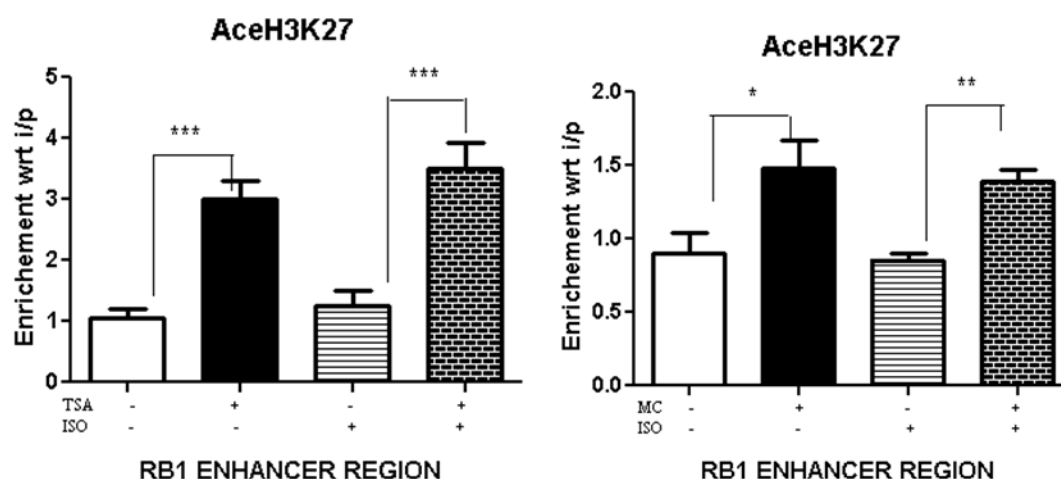 AceH3K27
Enrichement wrt i/p
5
4
3
2
1
0
***
***
TSA - + - +
ISO - - + +
RB1 ENHANCER REGION
AceH3K27
Enrichement wrt i/p
2.0
1.5
1.0
0.5
0.0
*
**
MC - + - +
ISO - - + +
RB1 ENHANCER REGION